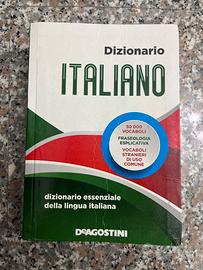 Dizionario
ITALIANO
30 000
VOCABOLI
FRASEOLOGIA
ESPLICATIVA
VOCABOLI
STRANIERI
DI USO
COMUNE
dizionario essenziale
della lingua italiana
DEAGOSTINI